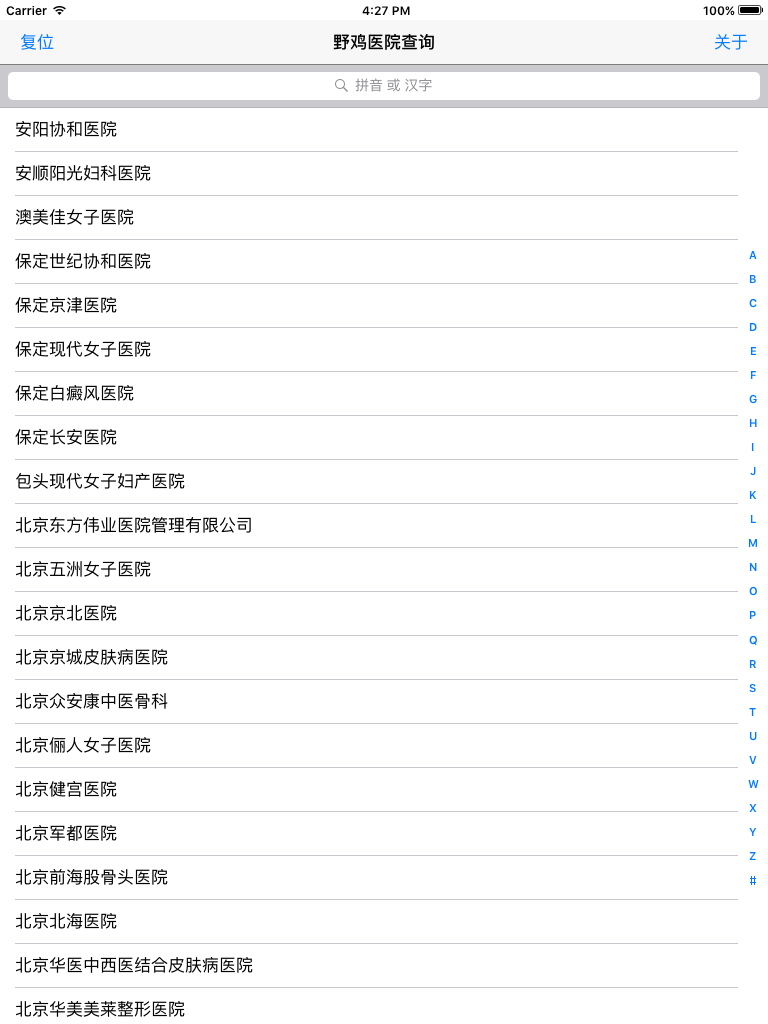 Carrier 4:27 PM 100%
复位 野鸡医院查询 关于
拼音 或 汉字
安阳协和医院
安顺阳光妇科医院
澳美佳女子医院
保定世纪协和医院
保定京津医院
保定现代女子医院
保定白癜风医院
保定长安医院
包头现代女子妇产医院
北京东方伟业医院管理有限公司
北京五洲女子医院
北京京北医院
北京京城皮肤病医院
北京众安康中医骨科
北京俪人女子医院
北京健宫医院
北京军都医院
北京前海股骨头医院
北京北海医院
北京华医中西医结合皮肤病医院
北京华美美莱整形医院
A
B
C
D
E
F
G
H
I
J
K
L
M
N
O
P
Q
R
S
T
U
V
W
X
Y
Z
#